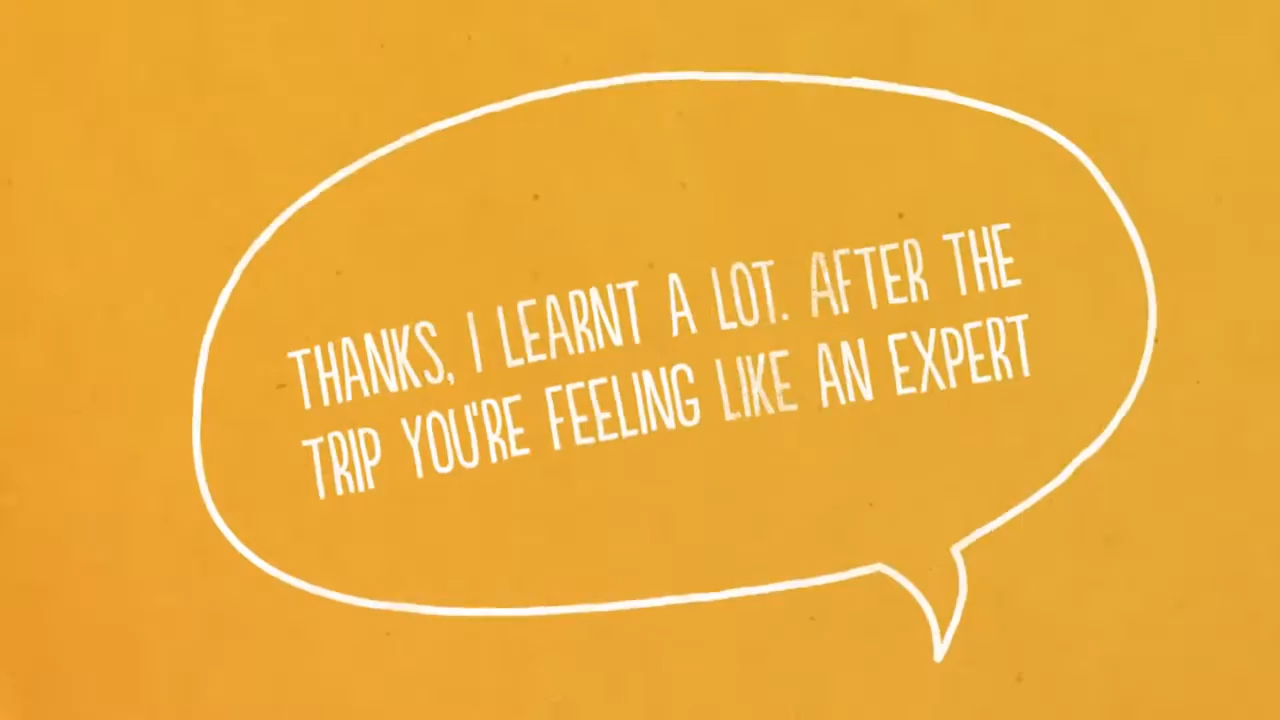 THANKS, I LEARNT A LOT. AFTER THE
TRIP YOU'RE FEELING LIKE AN EXPERT